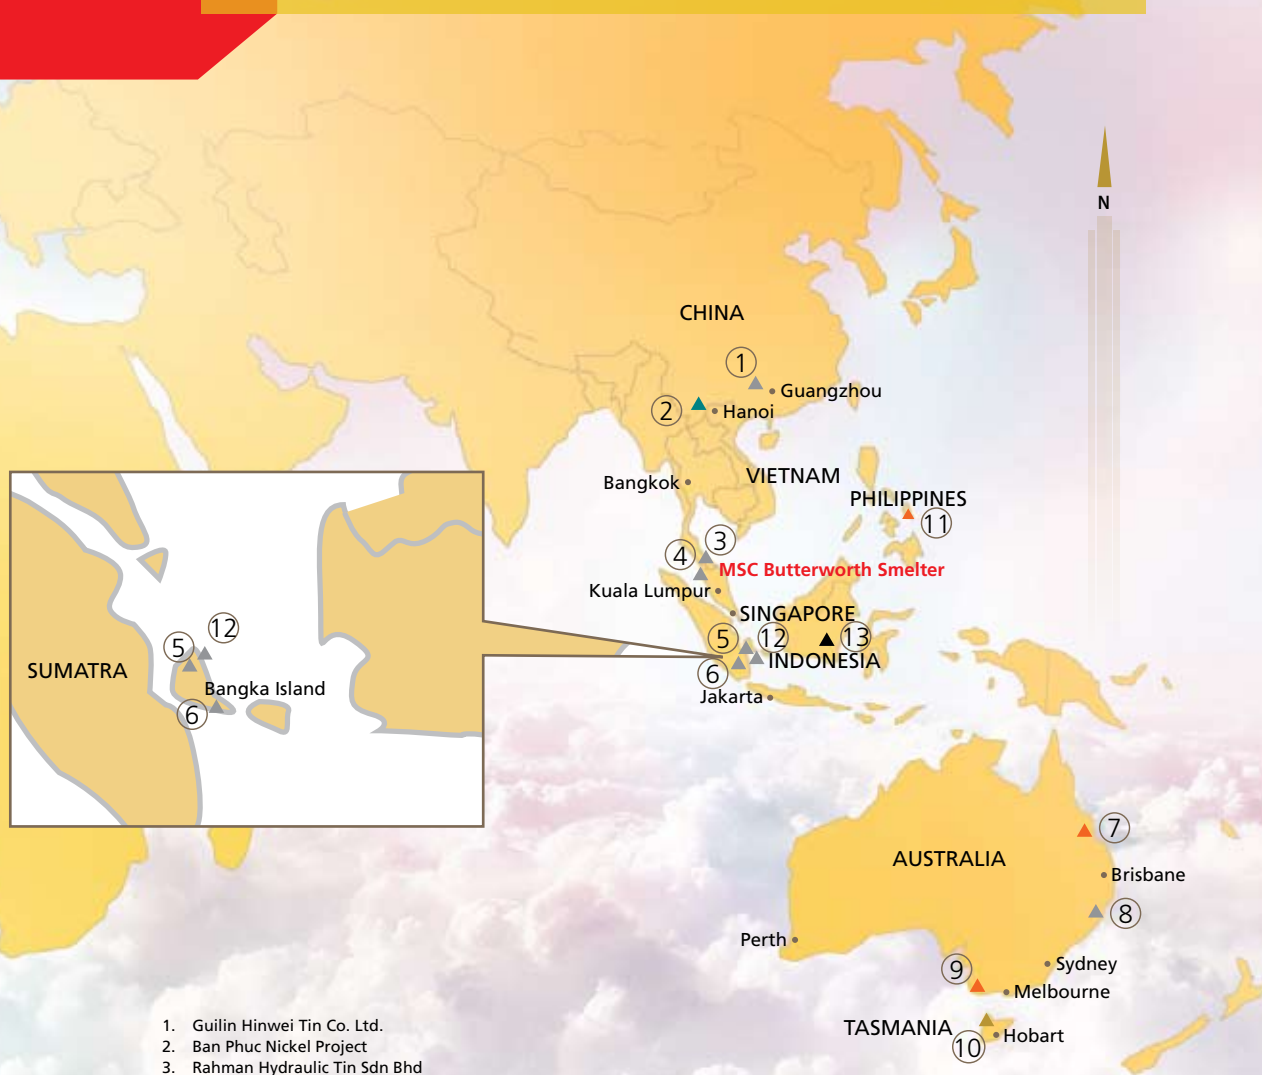 N
CHINA
1
Guangzhou
2
Hanoi
VIETNAM
Bangkok
PHILIPPINES
11
3
4
MSC Butterworth Smelter
Kuala Lumpur
SINGAPORE
5
12
13
INDONESIA
6
Jakarta
12
5
SUMATRA
Bangka Island
6
7
AUSTRALIA
Brisbane
8
Perth
9
Sydney
Melbourne
TASMANIA
Hobart
10
1. Guilin Hinwei Tin Co. Ltd.
2. Ban Phuc Nickel Project
3. Rahman Hydraulic Tin Sdn Bhd